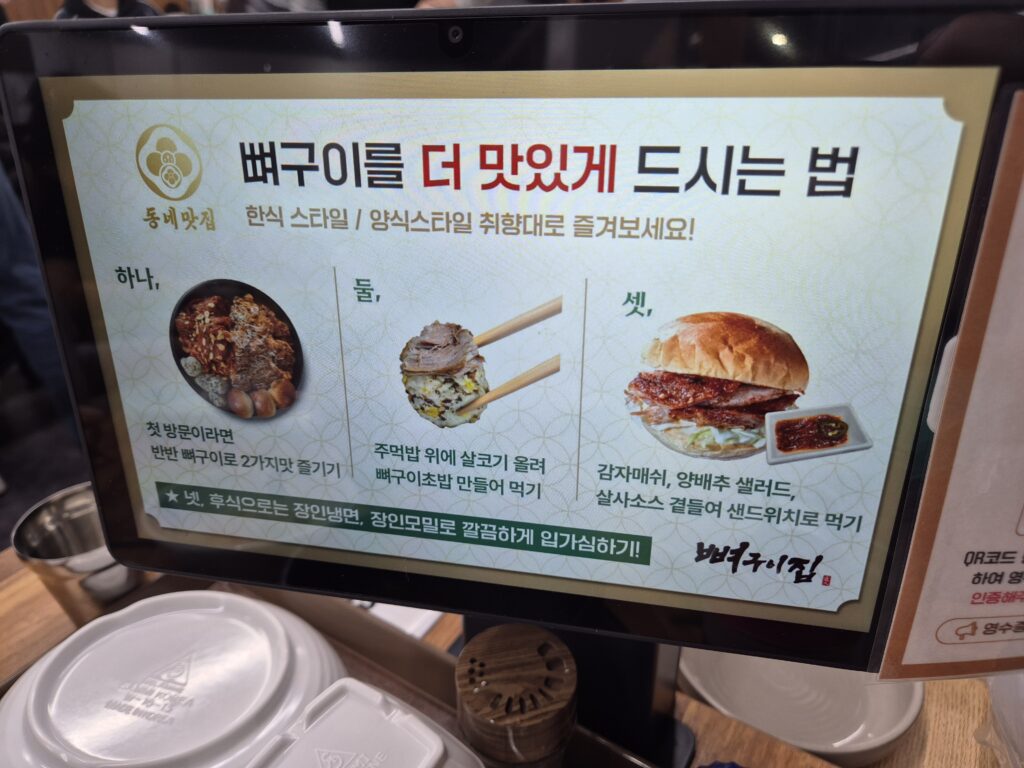 동네맛집
뼈구이를 더 맛있게 드시는 법
한식 스타일 / 양식스타일 취향대로 즐겨보세요!
하나,
첫 방문이라면
반반 뼈구이로 2가지맛 즐기기
둘,
주먹밥 위에 살코기 올려
뼈구이초밥 만들어 먹기
셋,
감자매쉬, 양배추 샐러드,
살사소스 곁들여 샌드위치로 먹기
★ 넷, 후식으로는 장인냉면, 장인모밀로 깔끔하게 입가심하기!
뼈구이집
QR코드
하여 영
인증해주
영수증